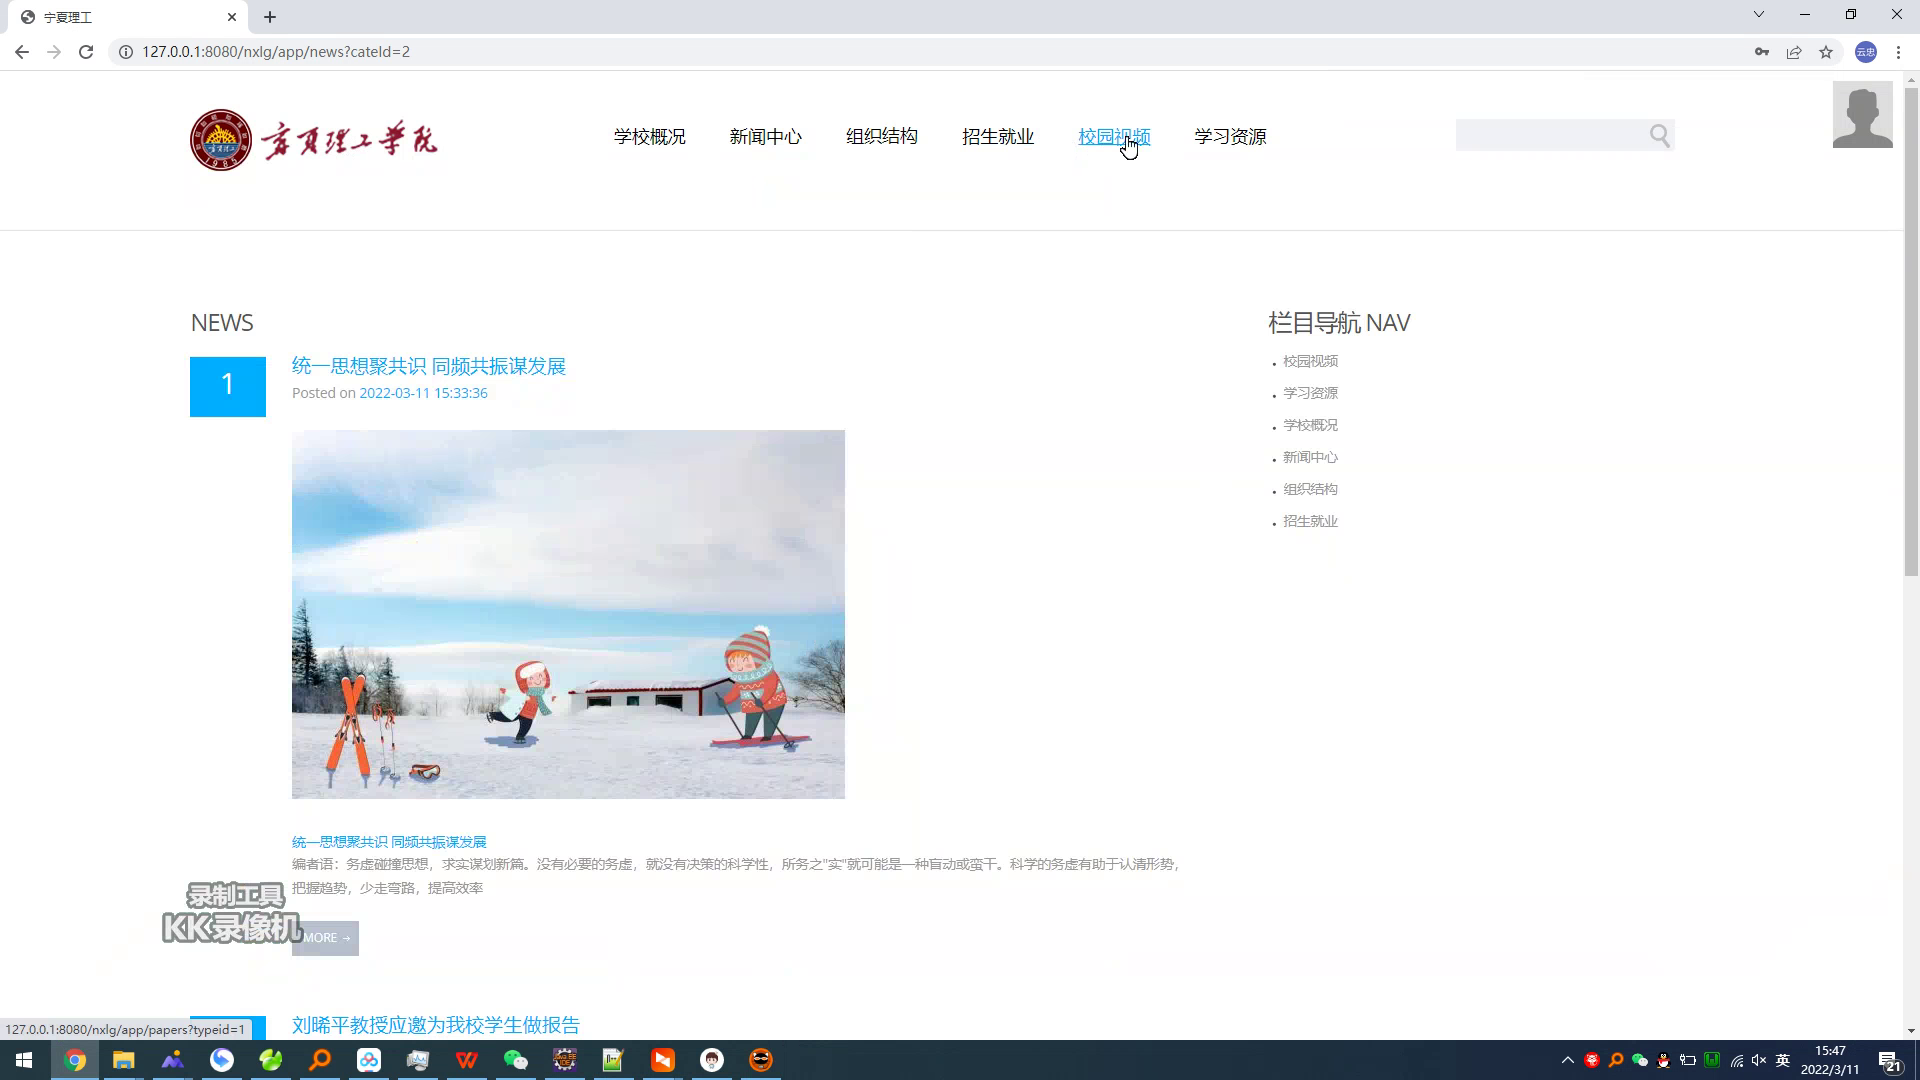 宁夏理工
127.0.0.1:8080/nxlg/app/news?cateId=2
云忠
宁夏理工学院
1985
学校概况
新闻中心
组织结构
招生就业
校园视频
学习资源
NEWS
1
统一思想聚共识 同频共振谋发展
Posted on 2022-03-11 15:33:36
统一思想聚共识 同频共振谋发展
编者语：务虚碰撞思想，求实谋划新篇。没有必要的务虚，就没有决策的科学性，所务之"实"就可能是一种盲动或蛮干。科学的务虚有助于认清形势，
把握趋势，少走弯路，提高效率
MORE →
刘晞平教授应邀为我校学生做报告
栏目导航 NAV
校园视频
学习资源
学校概况
新闻中心
组织结构
招生就业
录制工具
KK录像机
127.0.0.1:8080/nxlg/app/papers?typeid=1
英
15:47
2022/3/11
21